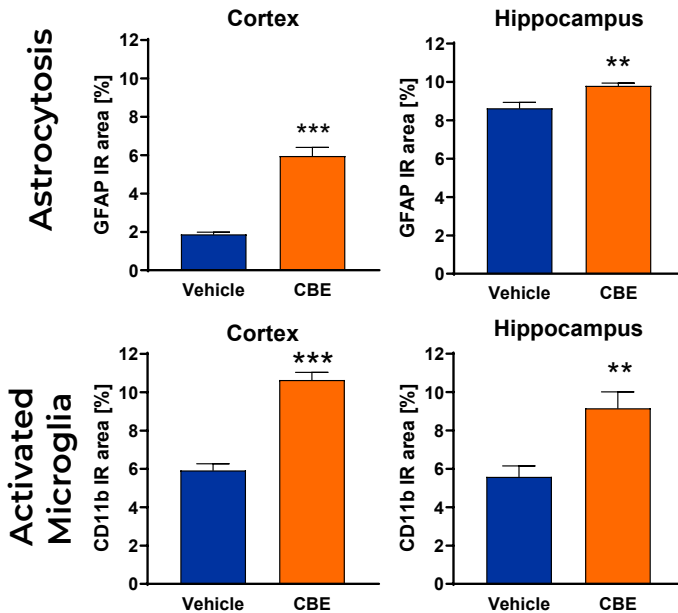 Astrocytosis
Cortex
GFAP IR area [%]
12
10
8
6
4
2
0
***
Vehicle
CBE
Hippocampus
GFAP IR area [%]
12
10
8
6
4
2
0
**
Vehicle
CBE
Activated
Microglia
Cortex
CD11b IR area [%]
12
10
8
6
4
2
0
***
Vehicle
CBE
Hippocampus
CD11b IR area [%]
12
10
8
6
4
2
0
**
Vehicle
CBE